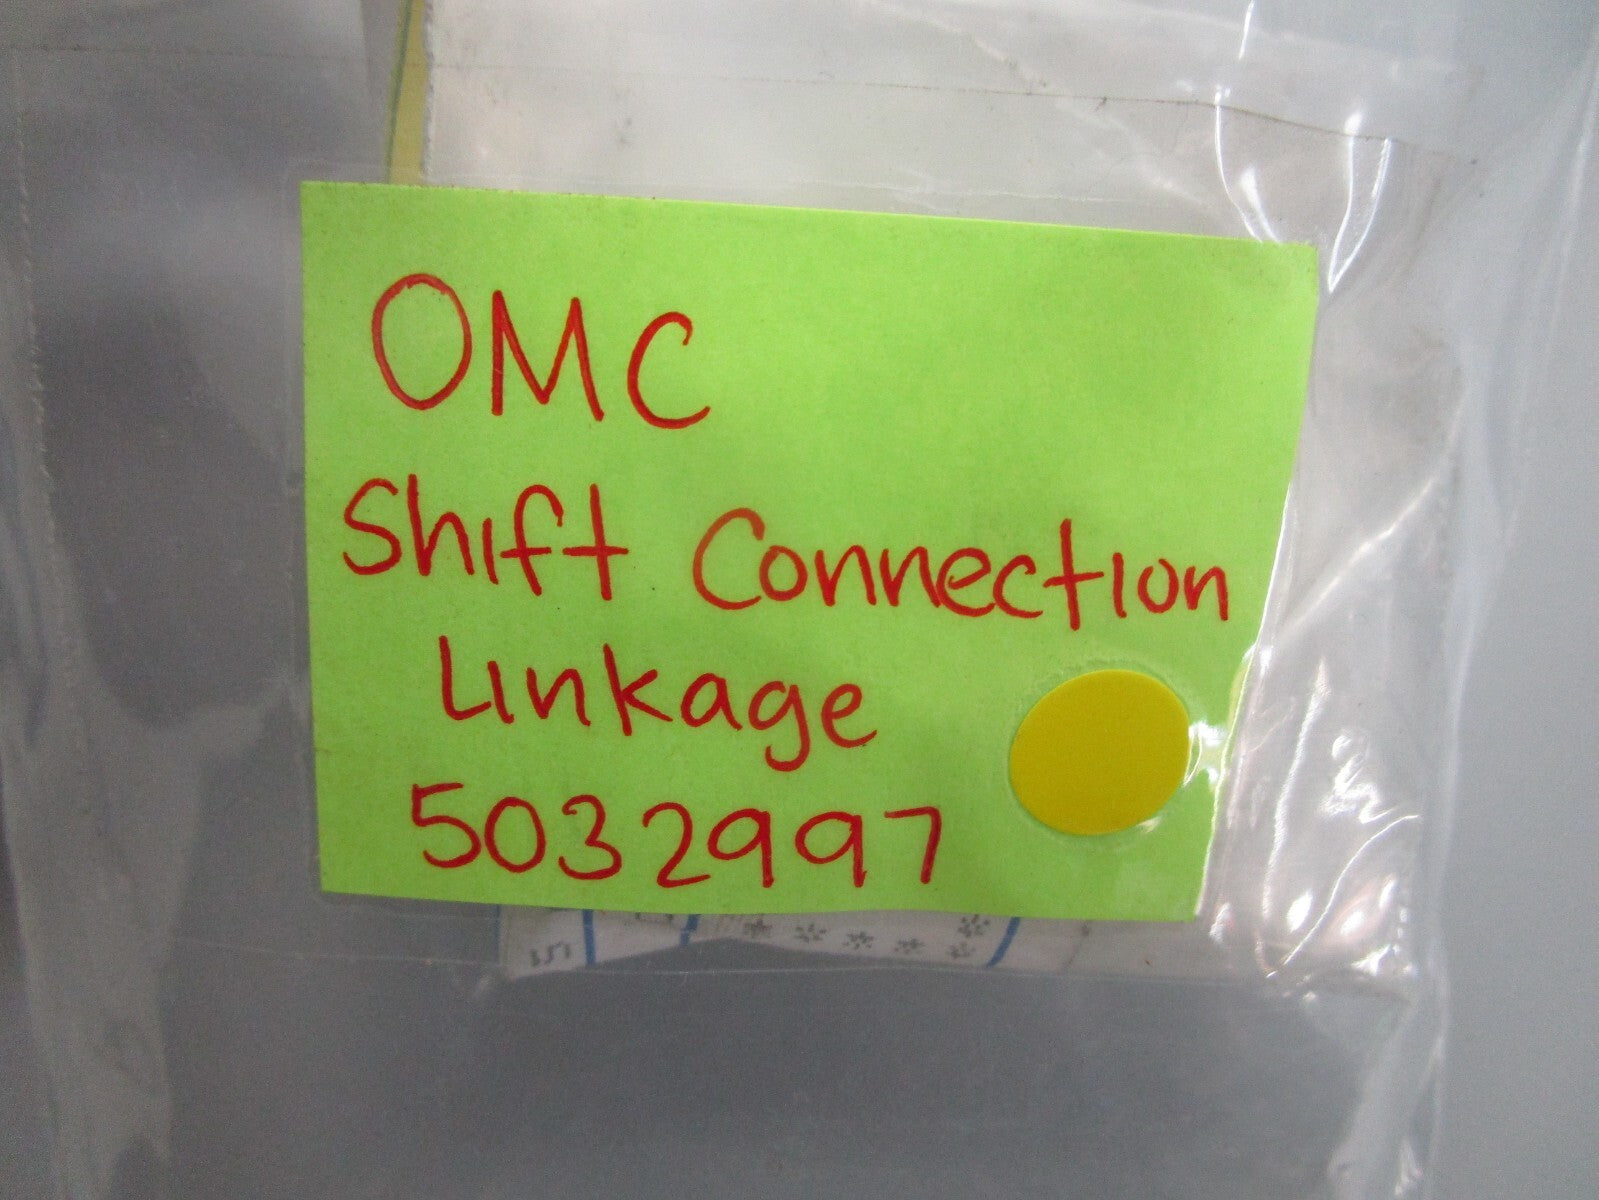 OMC
Shift Connection
Linkage
5032997